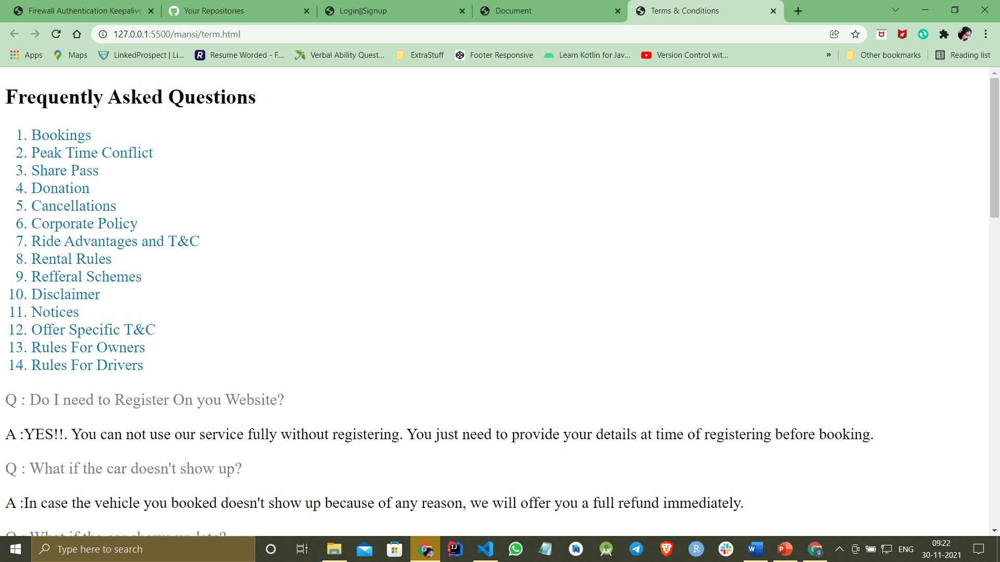 Firewall Authentication Keepalive
Your Repositories
Login||Signup
Document
Terms & Conditions
127.0.0.1:5500/mansi/term.html
Apps
Maps
LinkedProspect | Li...
Resume Worded - F...
Verbal Ability Quest...
ExtraStuff
Footer Responsive
Learn Kotlin for Jav...
Version Control wit...
»
Other bookmarks
Reading list
Frequently Asked Questions
1. Bookings
2. Peak Time Conflict
3. Share Pass
4. Donation
5. Cancellations
6. Corporate Policy
7. Ride Advantages and T&C
8. Rental Rules
9. Refferal Schemes
10. Disclaimer
11. Notices
12. Offer Specific T&C
13. Rules For Owners
14. Rules For Drivers
Q : Do I need to Register On you Website?
A :YES!!. You can not use our service fully without registering. You just need to provide your details at time of registering before booking.
Q : What if the car doesn't show up?
A :In case the vehicle you booked doesn't show up because of any reason, we will offer you a full refund immediately.
Q : What if the car shows up late?
Type here to search
ENG
09:22
30-11-2021